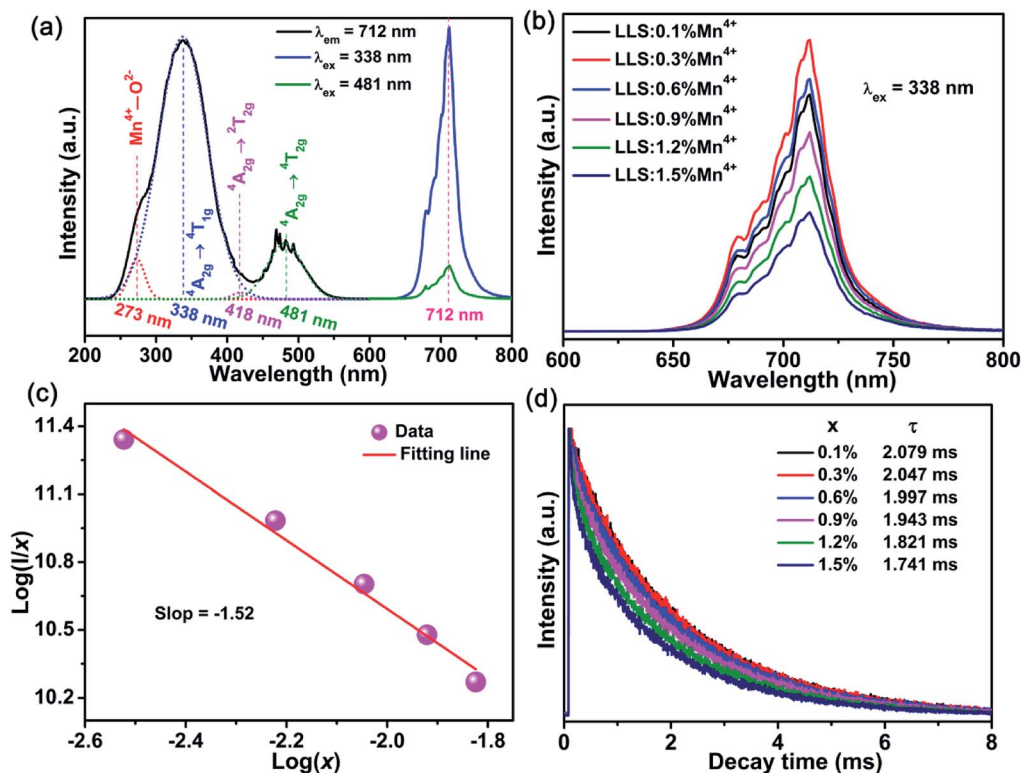 (a)
λem = 712 nm
λex = 338 nm
λex = 481 nm
Mn4+—O2-
4A2g → 4T1g
4A2g → 2T2g
4A2g → 4T2g
273 nm
338 nm
418 nm
481 nm
712 nm
Intensity (a.u.)
200 300 400 500 600 700 800
Wavelength (nm)
(b)
LLS:0.1%Mn4+
LLS:0.3%Mn4+
LLS:0.6%Mn4+
LLS:0.9%Mn4+
LLS:1.2%Mn4+
LLS:1.5%Mn4+
λex = 338 nm
Intensity (a.u.)
600 650 700 750 800
Wavelength (nm)
(c)
Data
Fitting line
Slop = -1.52
Log(I/x)
11.4
11.1
10.8
10.5
10.2
-2.6 -2.4 -2.2 -2.0 -1.8
Log(x)
(d)
x τ
0.1% 2.079 ms
0.3% 2.047 ms
0.6% 1.997 ms
0.9% 1.943 ms
1.2% 1.821 ms
1.5% 1.741 ms
Intensity (a.u.)
0 2 4 6 8
Decay time (ms)